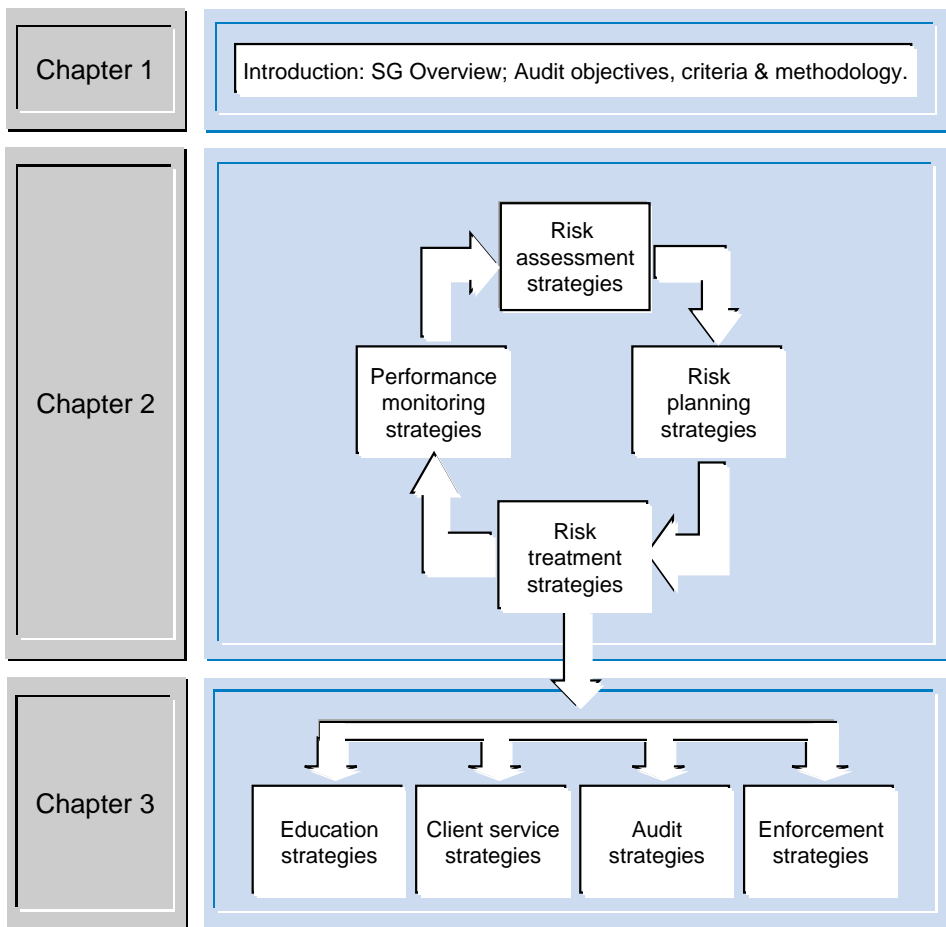 Chapter 1
Introduction: SG Overview; Audit objectives, criteria & methodology.
Chapter 2
Risk
assessment
strategies
Performance
monitoring
strategies
Risk
planning
strategies
Risk
treatment
strategies
Chapter 3
Education
strategies
Client service
strategies
Audit
strategies
Enforcement
strategies